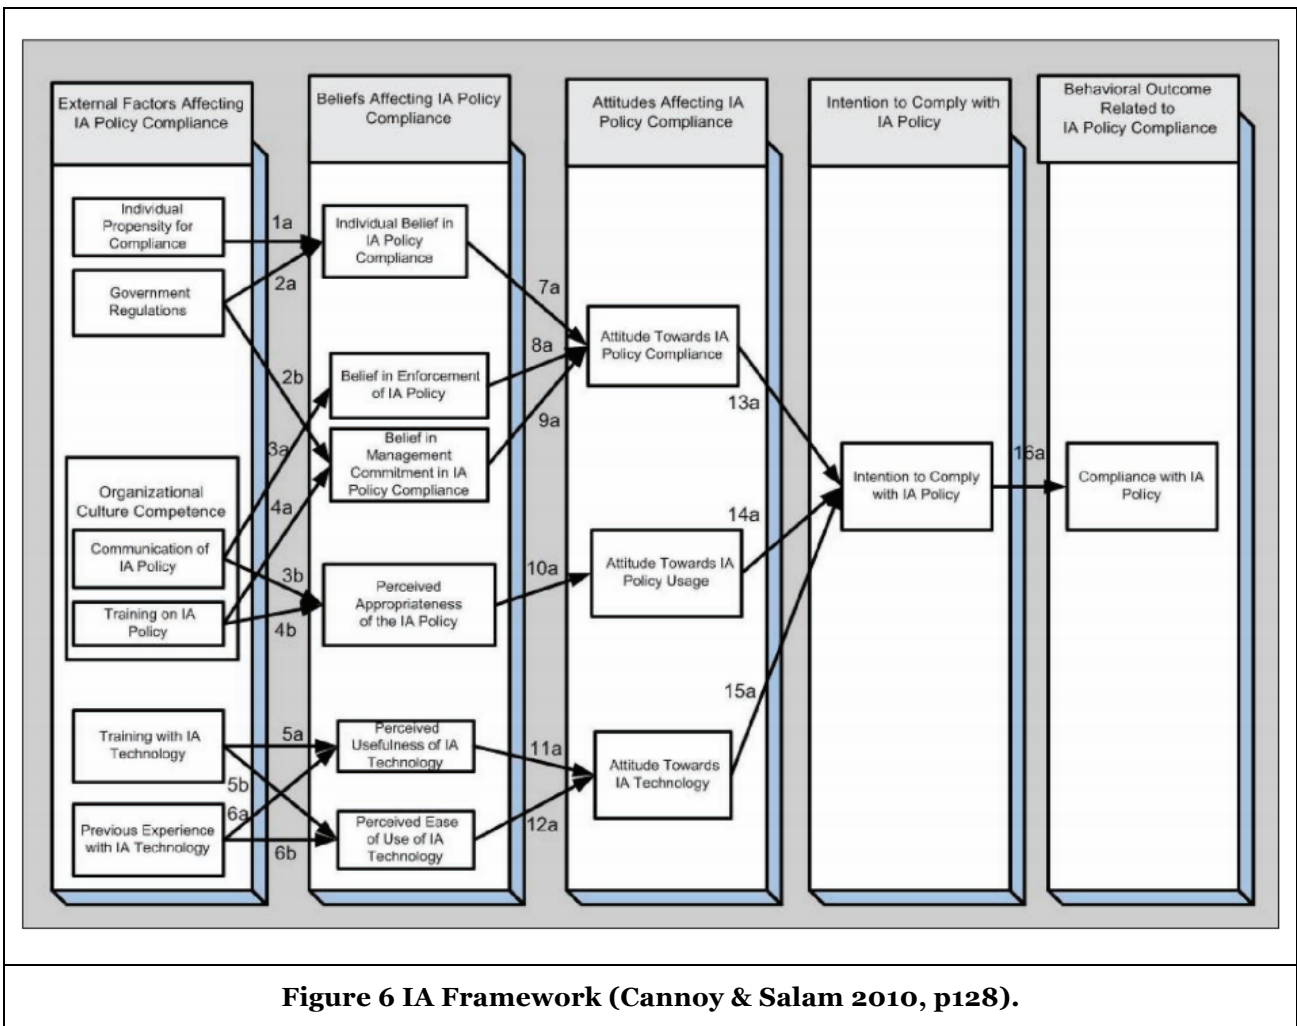 External Factors Affecting
IA Policy Compliance
Beliefs Affecting IA Policy
Compliance
Attitudes Affecting IA
Policy Compliance
Intention to Comply with
IA Policy
Behavioral Outcome
Related to
IA Policy Compliance
Individual
Propensity for
Compliance
Government
Regulations
Organizational
Culture Competence
Communication of
IA Policy
Training on IA
Policy
Training with IA
Technology
Previous Experience
with IA Technology
1a
2a
2b
3a
4a
3b
4b
5a
5b
6a
6b
Individual Belief in
IA Policy
Compliance
Belief in Enforcement
of IA Policy
Belief in
Management
Commitment in IA
Policy Compliance
Perceived
Appropriateness
of the IA Policy
Perceived
Usefulness of IA
Technology
Perceived Ease
of Use of IA
Technology
7a
8a
9a
10a
11a
12a
Attitude Towards IA
Policy Compliance
Attitude Towards IA
Policy Usage
Attitude Towards
IA Technology
13a
14a
15a
Intention to Comply
with IA Policy
16a
Compliance with IA
Policy
Figure 6 IA Framework (Cannoy & Salam 2010, p128).